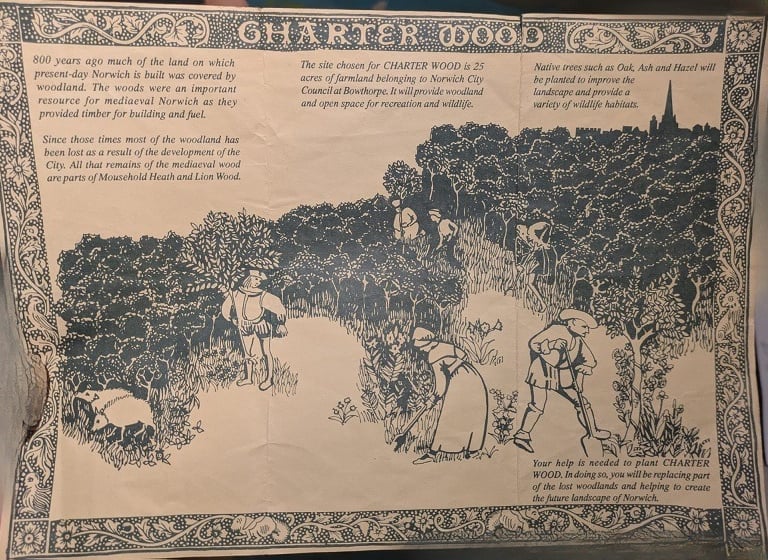 CHARTER WOOD
800 years ago much of the land on which
present-day Norwich is built was covered by
woodland. The woods were an important
resource for mediaeval Norwich as they
provided timber for building and fuel.
Since those times most of the woodland has
been lost as a result of the development of the
City. All that remains of the mediaeval wood
are parts of Mousehold Heath and Lion Wood.
The site chosen for CHARTER WOOD is 25
acres of farmland belonging to Norwich City
Council at Bowthorpe. It will provide woodland
and open space for recreation and wildlife.
Native trees such as Oak, Ash and Hazel will
be planted to improve the
landscape and provide a
variety of wildlife habitats.
Your help is needed to plant CHARTER
WOOD. In doing so, you will be replacing part
of the lost woodlands and helping to create
the future landscape of Norwich.